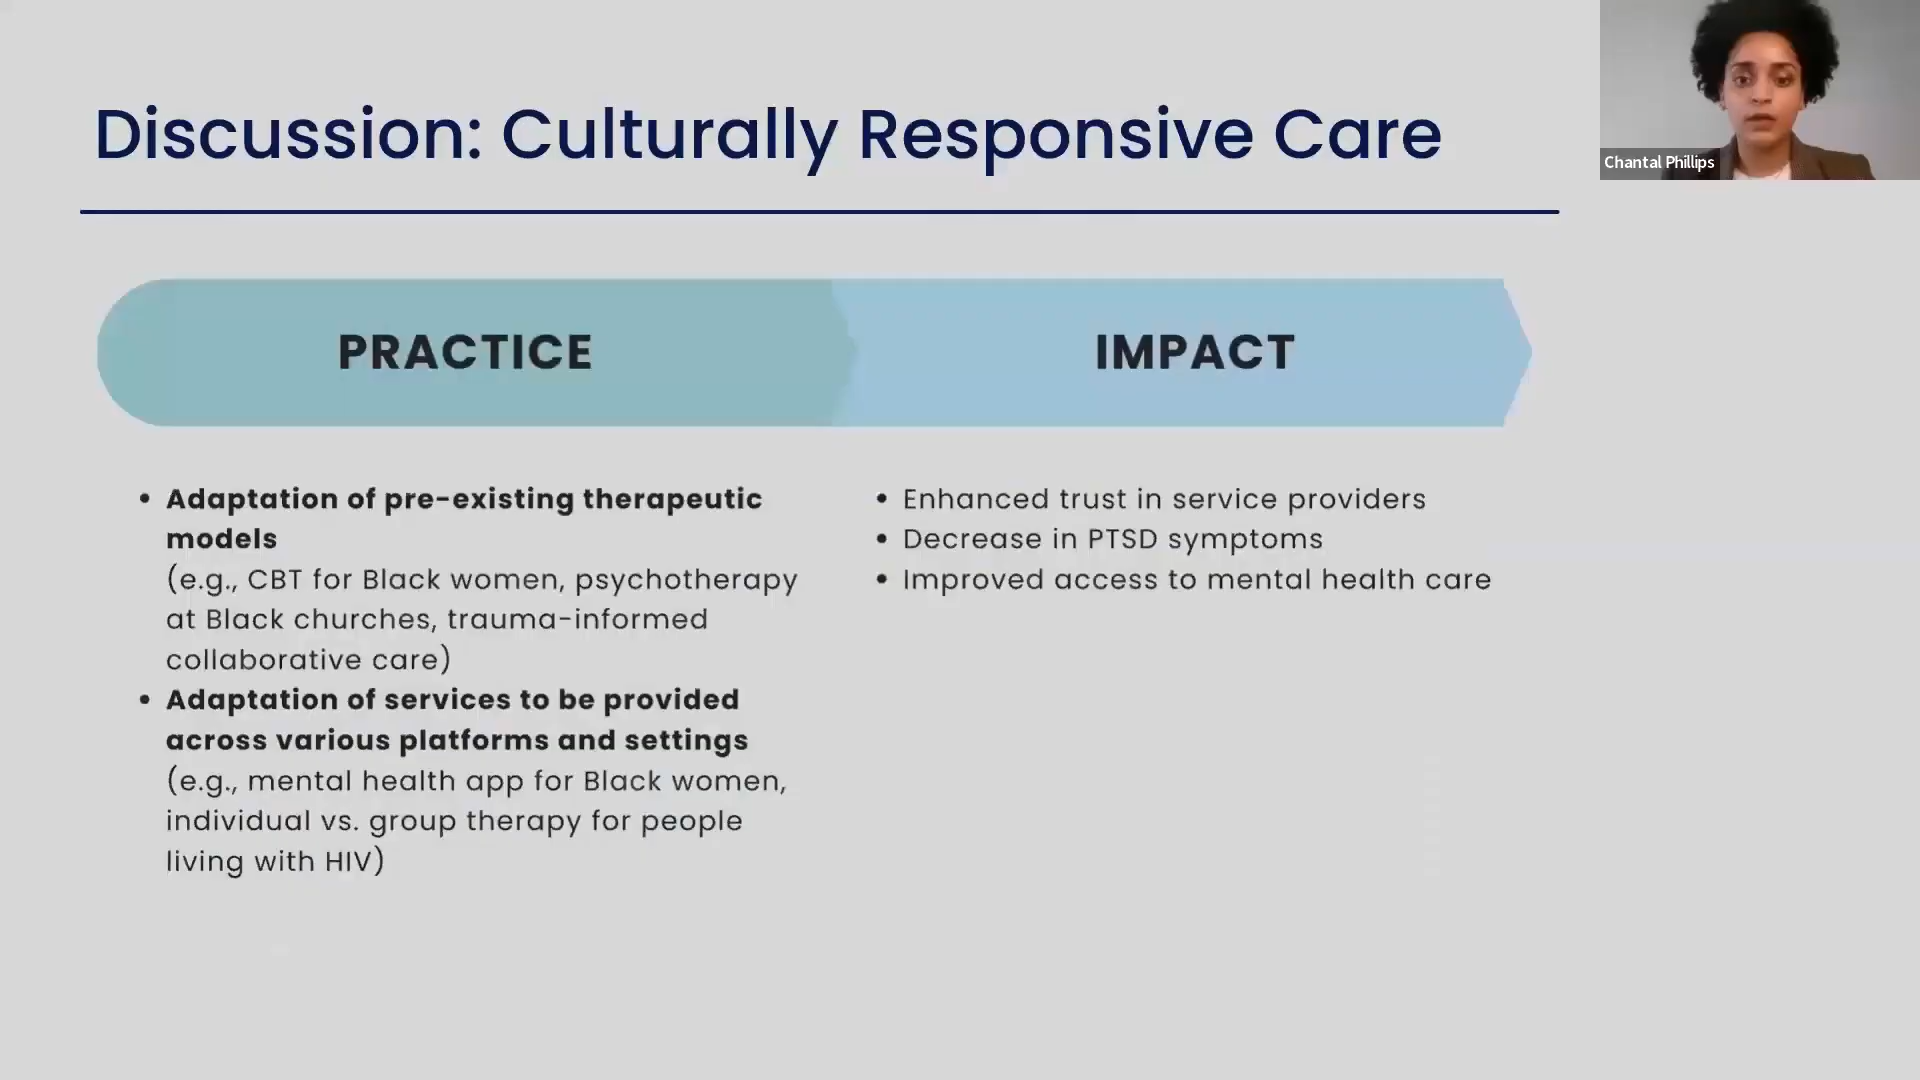 Discussion: Culturally Responsive Care
Chantal Phillips
PRACTICE
IMPACT
• Adaptation of pre-existing therapeutic
models
(e.g., CBT for Black women, psychotherapy
at Black churches, trauma-informed
collaborative care)
• Adaptation of services to be provided
across various platforms and settings
(e.g., mental health app for Black women,
individual vs. group therapy for people
living with HIV)
• Enhanced trust in service providers
• Decrease in PTSD symptoms
• Improved access to mental health care